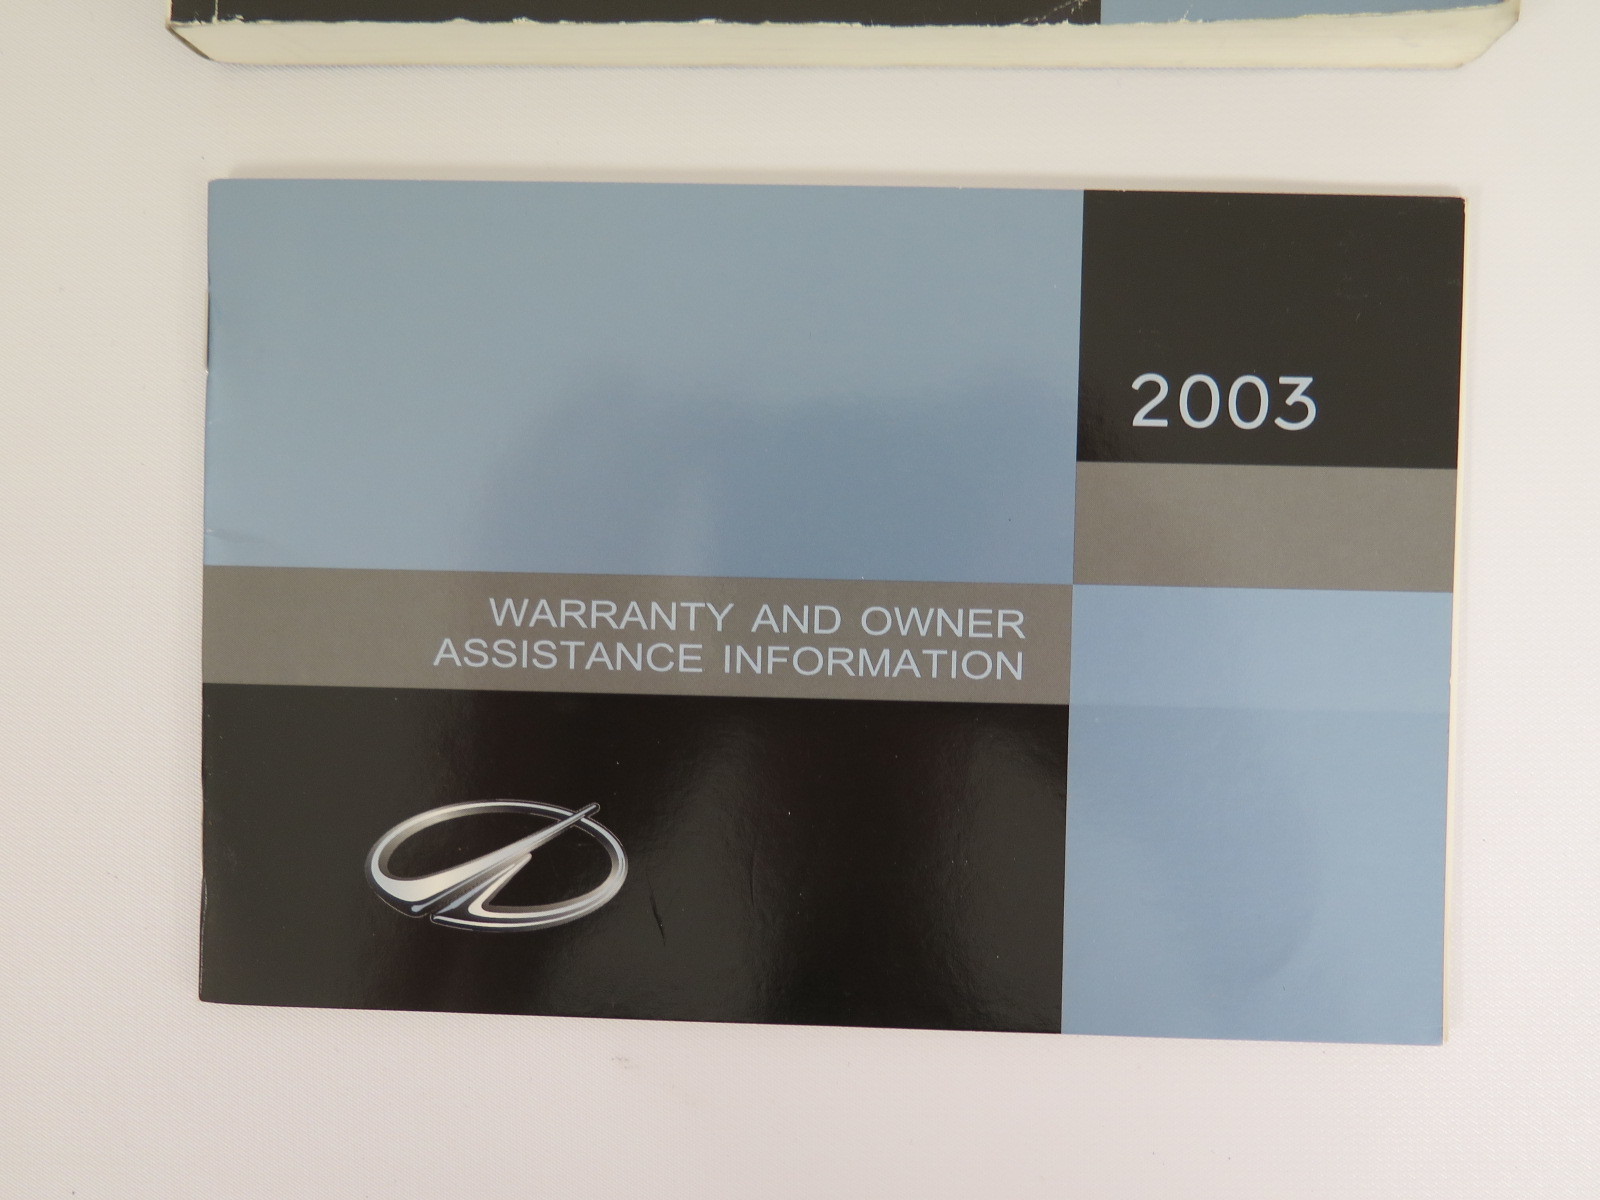 2003
WARRANTY AND OWNER
ASSISTANCE INFORMATION